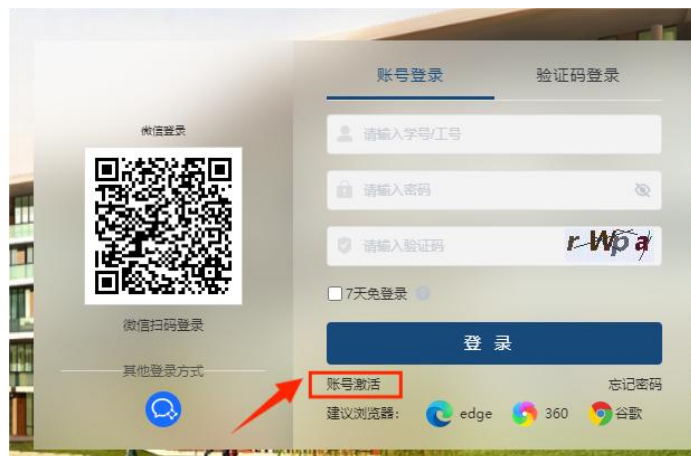 账号登录
验证码登录
微信登录
请输入学号/工号
请输入密码
请输入验证码
rWpa
7天免登录
微信扫码登录
登 录
其他登录方式
账号激活
忘记密码
建议浏览器:
edge
360
谷歌